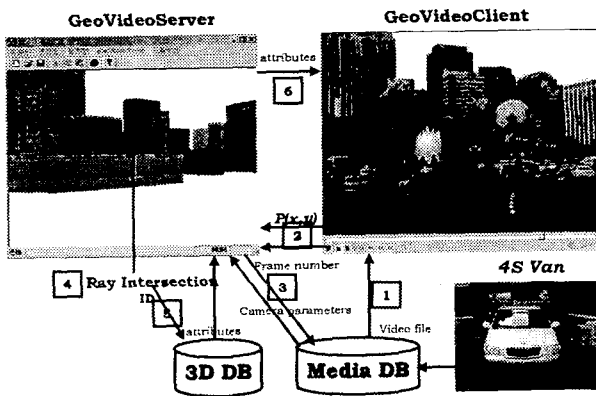 GeoVideoServer
GeoVideoClient
attributes
6
P(x,y)
2
4S Van
4
Ray Intersection
ID
5
Frame number
3
Camera parameters
1
attributes
Video file
3D DB
Media DB